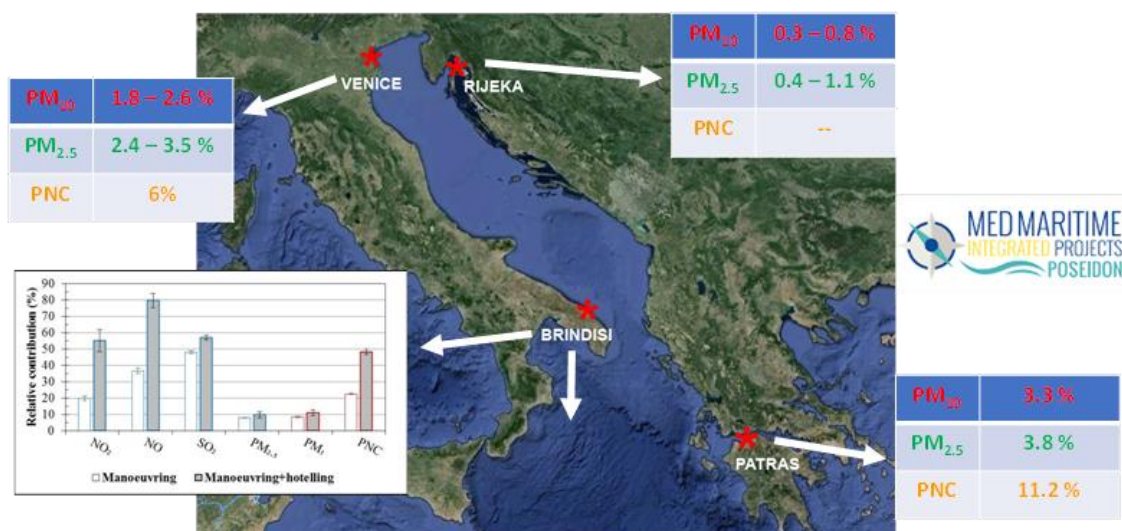 PM10 0.3 – 0.8 %
PM2.5 0.4 – 1.1 %
PNC --
VENICE
RIJEKA
PM10 1.8 – 2.6 %
PM2.5 2.4 – 3.5 %
PNC 6%
MED MARITIME
INTEGRATED PROJECTS
POSEIDON
Relative contribution (%)
90
80
70
60
50
40
30
20
10
0
NO2 NO SO2 PM2.5 PM1 PNC
Manoeuvring Manoeuvring+hotelling
BRINDISI
PATRAS
PM10 3.3 %
PM2.5 3.8 %
PNC 11.2 %